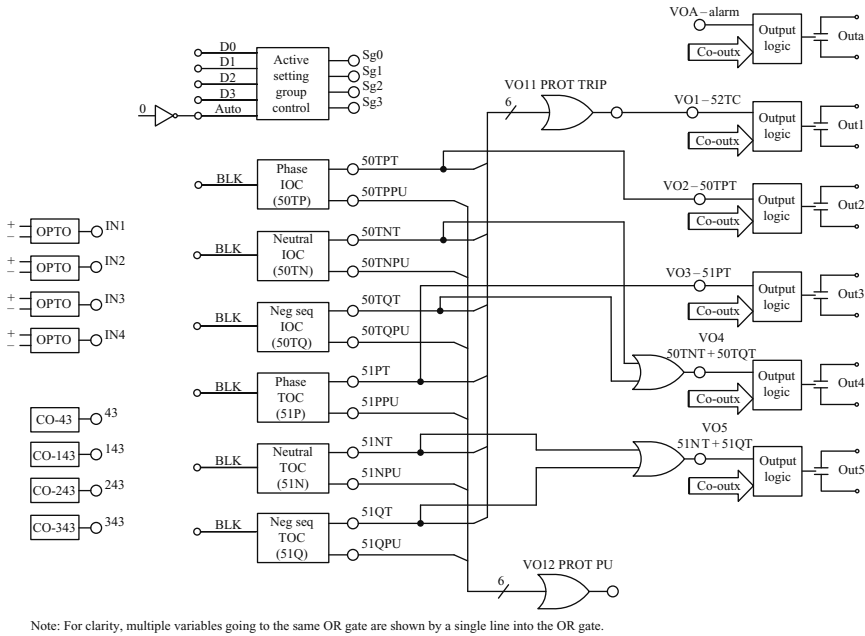 VOA – alarm
D0
D1
D2
D3
Auto
0
Active
setting
group
control
Sg0
Sg1
Sg2
Sg3
Co-outx
Output
logic
Outa
VO11 PROT TRIP
6
VO1 – 52TC
Co-outx
Output
logic
Out1
BLK
Phase
IOC
(50TP)
50TPT
50TPPU
VO2 – 50TPT
Co-outx
Output
logic
Out2
+
–
OPTO
IN1
+
–
OPTO
IN2
+
–
OPTO
IN3
+
–
OPTO
IN4
BLK
Neutral
IOC
(50TN)
50TNT
50TNPU
VO3 – 51PT
Co-outx
Output
logic
Out3
BLK
Neg seq
IOC
(50TQ)
50TQT
50TQPU
VO4
50TNT + 50TQT
Co-outx
Output
logic
Out4
BLK
Phase
TOC
(51P)
51PT
51PPU
CO-43
43
CO-143
143
CO-243
243
CO-343
343
BLK
Neutral
TOC
(51N)
51NT
51NPU
VO5
51NT + 51QT
Co-outx
Output
logic
Out5
BLK
Neg seq
TOC
(51Q)
51QT
51QPU
6
VO12 PROT PU
Note: For clarity, multiple variables going to the same OR gate are shown by a single line into the OR gate.